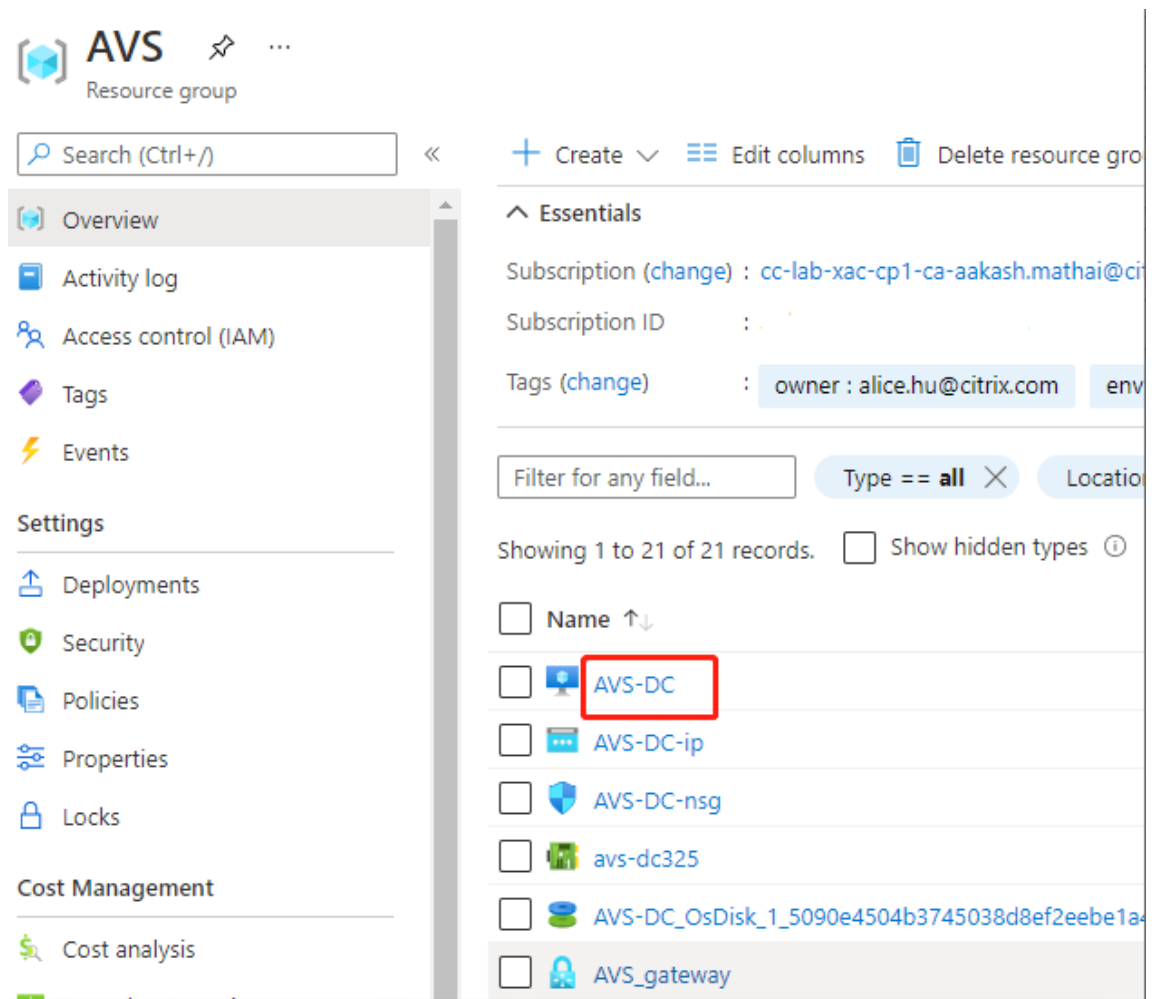 AVS
Resource group
Search (Ctrl+/)
Overview
Activity log
Access control (IAM)
Tags
Events
Settings
Deployments
Security
Policies
Properties
Locks
Cost Management
Cost analysis
Create
Edit columns
Delete resource gro
Essentials
Subscription (change) : cc-lab-xac-cp1-ca-aakash.mathai@ci
Subscription ID :
Tags (change) : owner : alice.hu@citrix.com env
Filter for any field... Type == all Locatio
Showing 1 to 21 of 21 records. Show hidden types
Name
AVS-DC
AVS-DC-ip
AVS-DC-nsg
avs-dc325
AVS-DC_OsDisk_1_5090e4504b3745038d8ef2eebe1a4
AVS_gateway